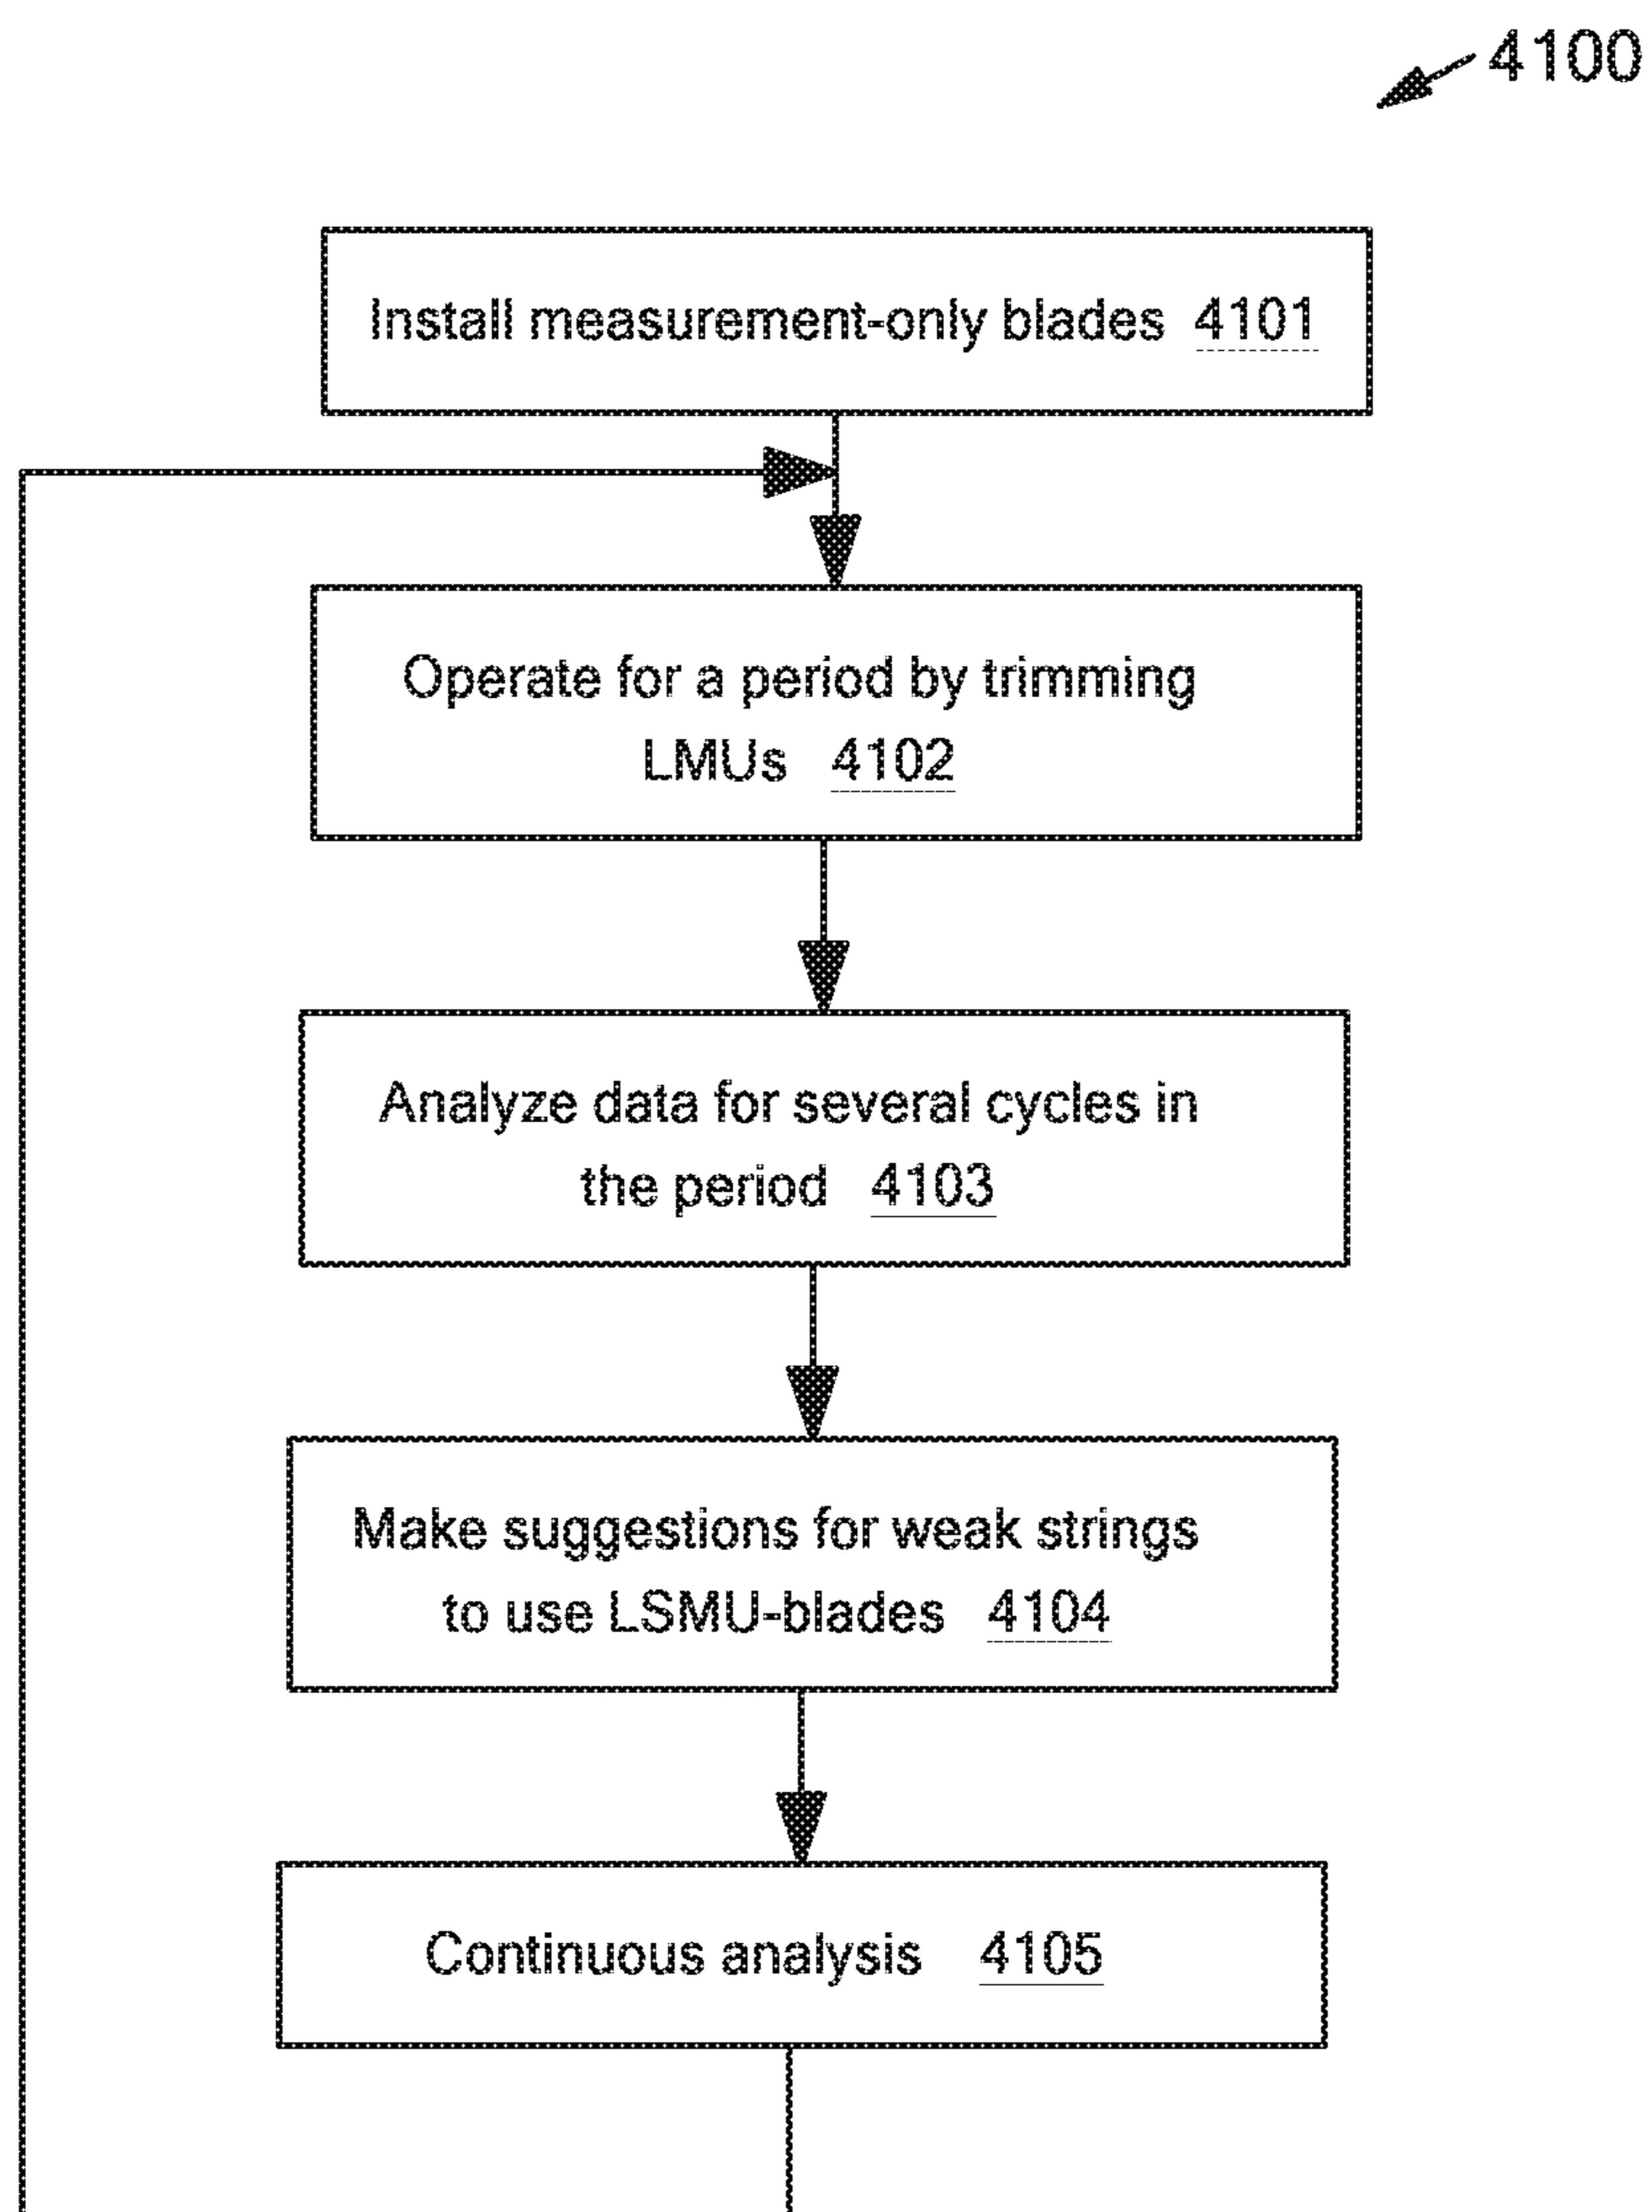 4100
Install measurement-only blades 4101
Operate for a period by trimming
LMUs 4102
Analyze data for several cycles in
the period 4103
Make suggestions for weak strings
to use LSMU-blades 4104
Continuous analysis 4105